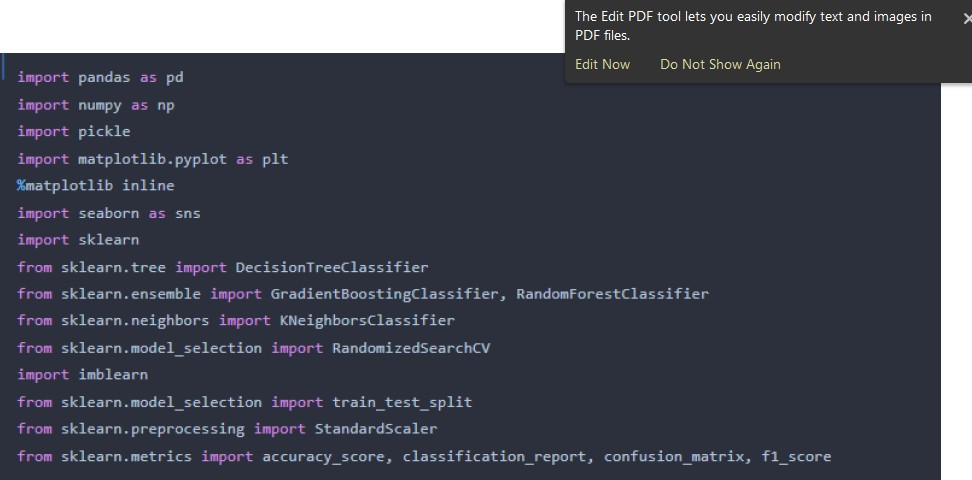 The Edit PDF tool lets you easily modify text and images in
PDF files.
Edit Now Do Not Show Again
import pandas as pd
import numpy as np
import pickle
import matplotlib.pyplot as plt
%matplotlib inline
import seaborn as sns
import sklearn
from sklearn.tree import DecisionTreeClassifier
from sklearn.ensemble import GradientBoostingClassifier, RandomForestClassifier
from sklearn.neighbors import KNeighborsClassifier
from sklearn.model_selection import RandomizedSearchCV
import imblearn
from sklearn.model_selection import train_test_split
from sklearn.preprocessing import StandardScaler
from sklearn.metrics import accuracy_score, classification_report, confusion_matrix, f1_score